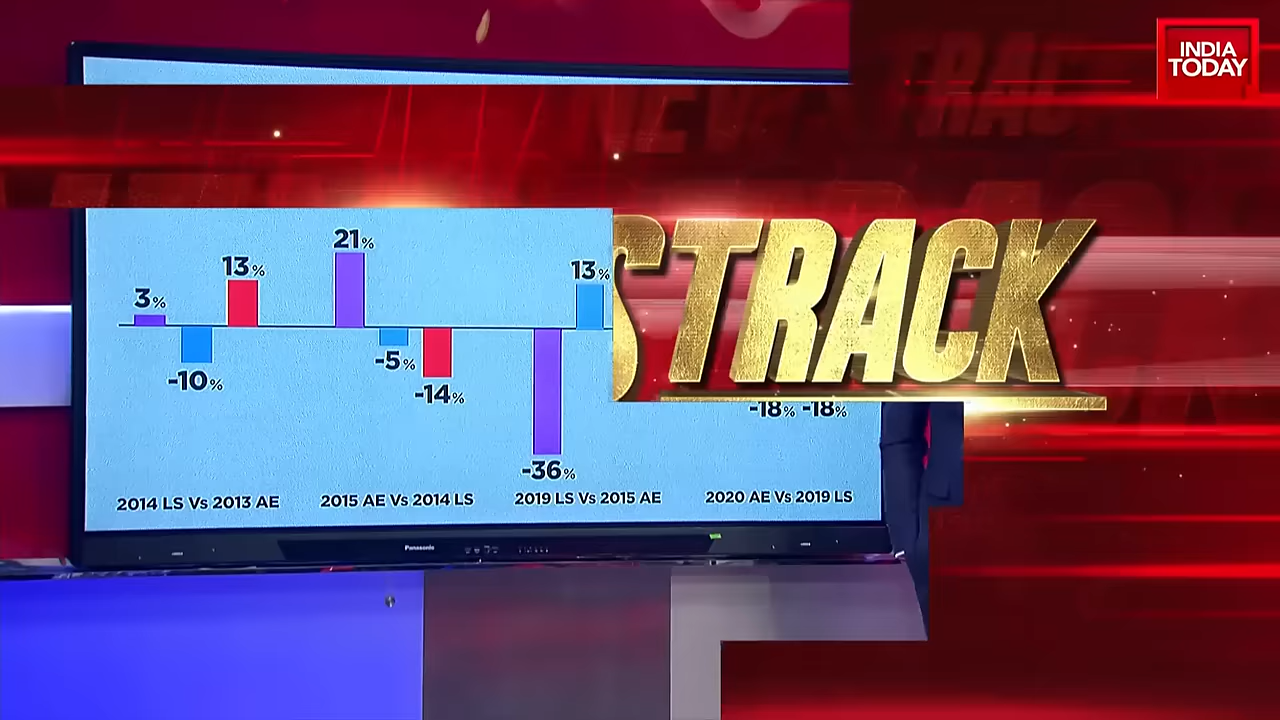 INDIA
TODAY
STRACK
21%
13%
13%
3%
-5%
-10%
-14%
-18% -18%
-36%
2014 LS Vs 2013 AE
2015 AE Vs 2014 LS
2019 LS Vs 2015 AE
2020 AE Vs 2019 LS
Panasonic